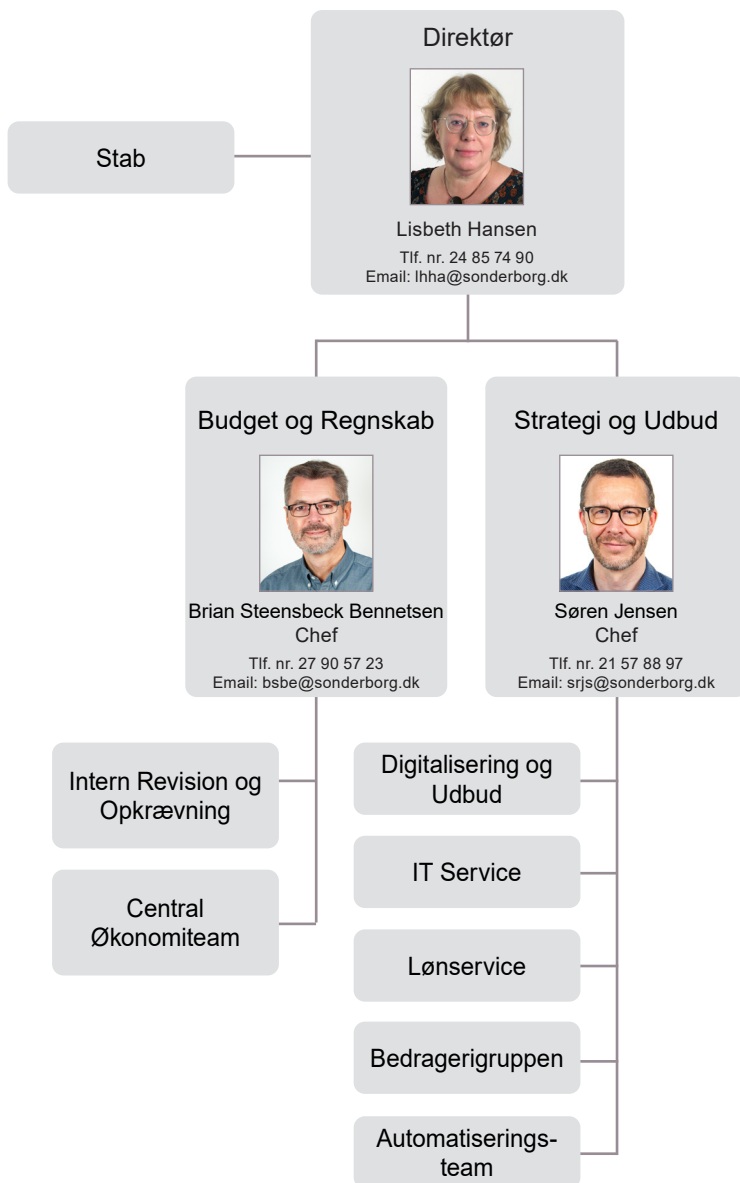 Direktør
Stab
Lisbeth Hansen
Tlf. nr. 24 85 74 90
Email: lhha@sonderborg.dk
Budget og Regnskab
Brian Steensbeck Bennetsen
Chef
Tlf. nr. 27 90 57 23
Email: bsbe@sonderborg.dk
Strategi og Udbud
Søren Jensen
Chef
Tlf. nr. 21 57 88 97
Email: srjs@sonderborg.dk
Intern Revision og
Opkrævning
Central
Økonomiteam
Digitalisering og
Udbud
IT Service
Lønservice
Bedragerigruppen
Automatiserings-
team